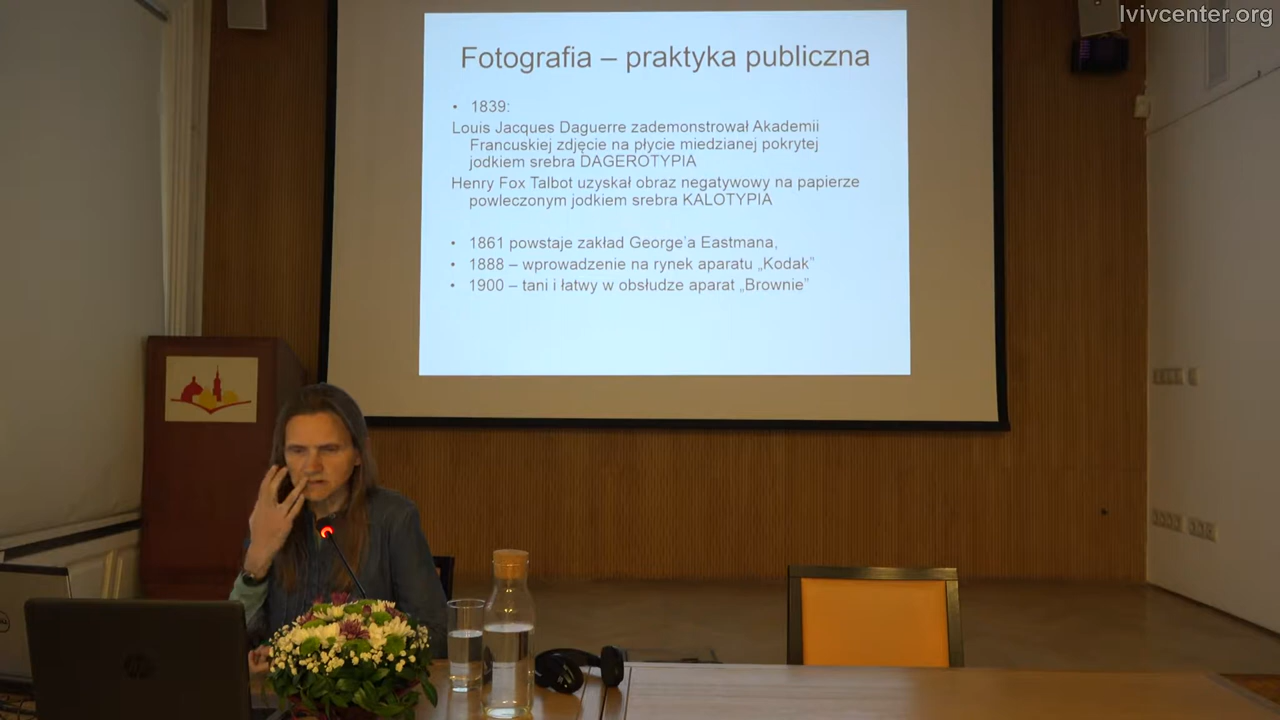 lvivcenter.org
Fotografia – praktyka publiczna
• 1839:
Louis Jacques Daguerre zademonstrował Akademii
Francuskiej zdjęcie na płycie miedzianej pokrytej
jodkiem srebra DAGEROTYPIA
Henry Fox Talbot uzyskał obraz negatywowy na papierze
powleczonym jodkiem srebra KALOTYPIA
• 1861 powstaje zakład George’a Eastmana,
• 1888 – wprowadzenie na rynek aparatu „Kodak”
• 1900 – tani i łatwy w obsłudze aparat „Brownie”
hp